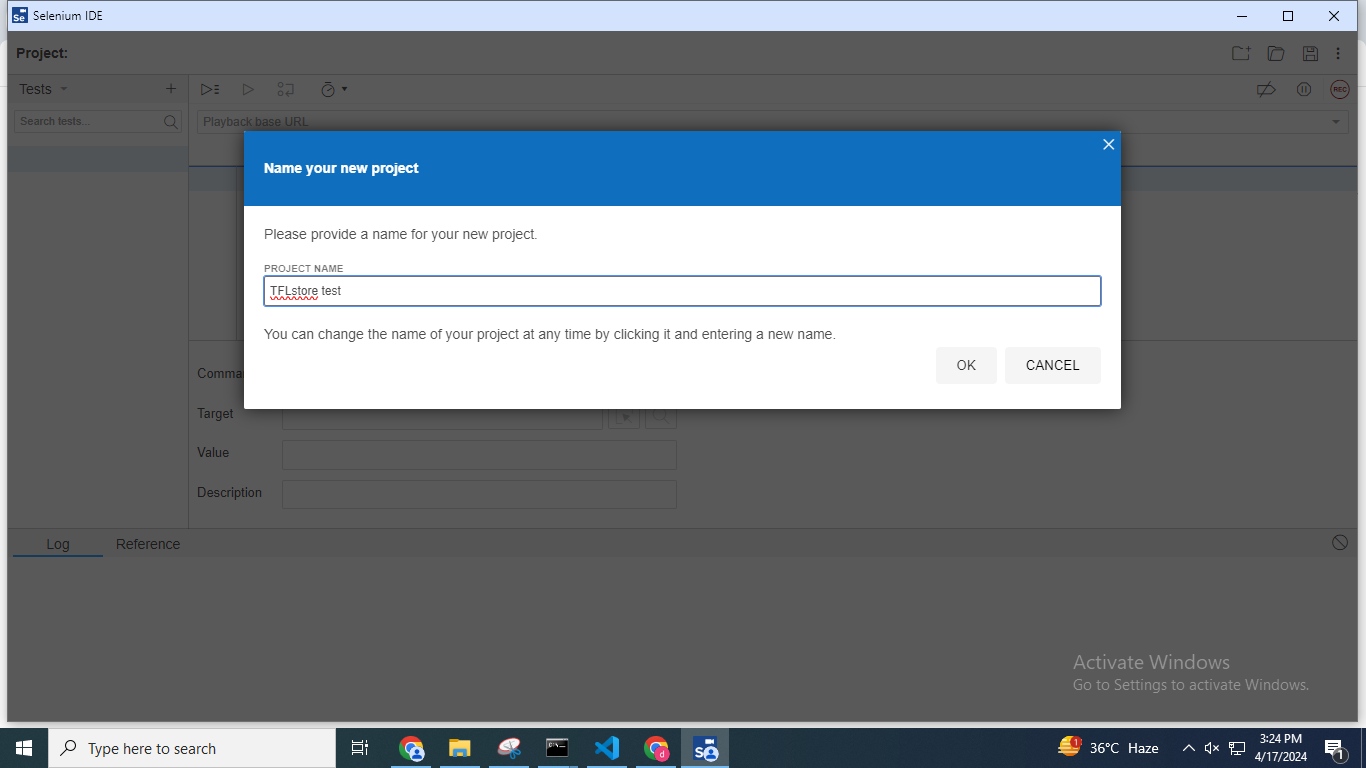 Selenium IDE
Project:
Tests
Search tests...
Playback base URL
REC
Name your new project
Please provide a name for your new project.
PROJECT NAME
TFLstore test
You can change the name of your project at any time by clicking it and entering a new name.
OK
CANCEL
Comma
Target
Value
Description
Log
Reference
Activate Windows
Go to Settings to activate Windows.
Type here to search
1
36°C Haze
3:24 PM
4/17/2024
1